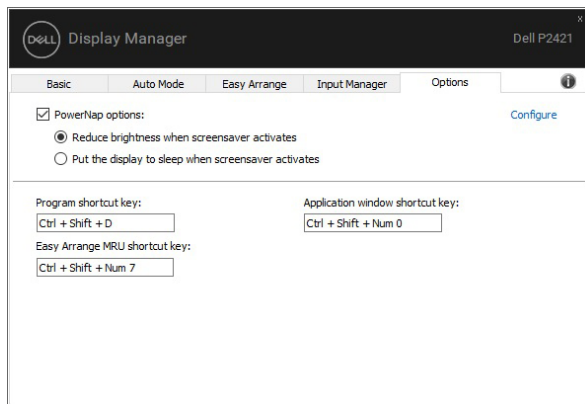 DELL Display Manager Dell P2421
Basic Auto Mode Easy Arrange Input Manager Options
PowerNap options: Configure
Reduce brightness when screensaver activates
Put the display to sleep when screensaver activates
Program shortcut key: Application window shortcut key:
Ctrl + Shift + D Ctrl + Shift + Num 0
Easy Arrange MRU shortcut key:
Ctrl + Shift + Num 7